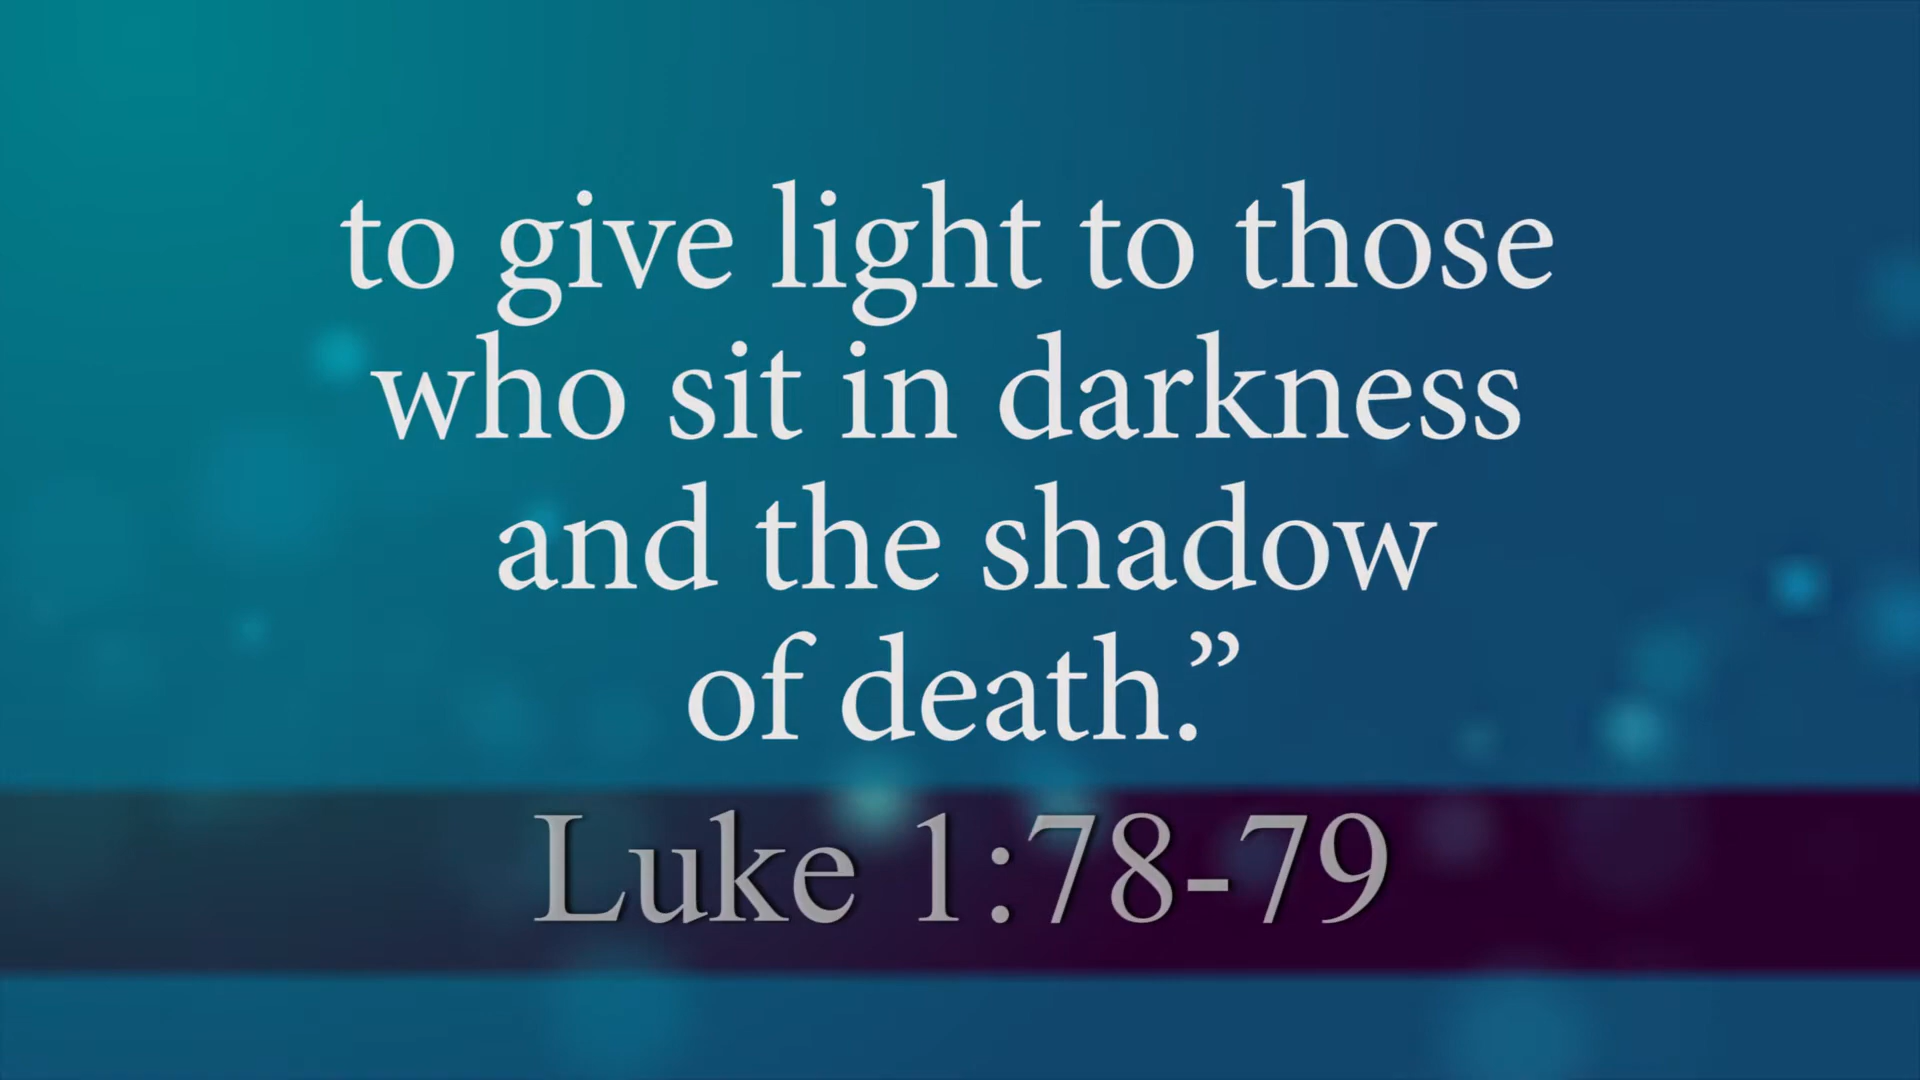 to give light to those
who sit in darkness
and the shadow
of death.”
Luke 1:78-79